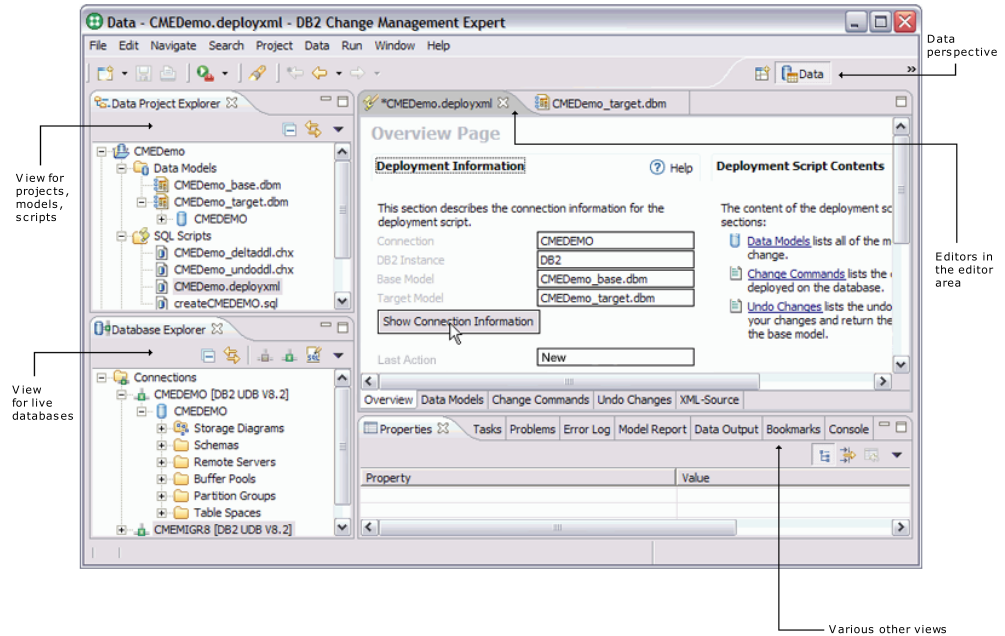 Data - CMEDemo.deployxml - DB2 Change Management Expert
File Edit Navigate Search Project Data Run Window Help
Data
perspective
Data
Data Project Explorer
CMEDemo
Data Models
CMEDemo_base.dbm
CMEDemo_target.dbm
CMEDEMO
SQL Scripts
CMEDemo_deltaddl.chx
CMEDemo_undoddl.chx
CMEDemo.deployxml
createCMEDEMO.sql
View for
projects,
models,
scripts
*CMEDemo.deployxml CMEDemo_target.dbm
Overview Page
Deployment Information
Help
This section describes the connection information for the
deployment script.
Connection CMEDEMO
DB2 Instance DB2
Base Model CMEDemo_base.dbm
Target Model CMEDemo_target.dbm
Show Connection Information
Last Action New
Deployment Script Contents
The content of the deployment sc
sections:
Data Models lists all of the m
change.
Change Commands lists the
deployed on the database.
Undo Changes lists the undo
your changes and return the
the base model.
Overview Data Models Change Commands Undo Changes XML-Source
Editors in
the editor
area
Database Explorer
Connections
CMEDEMO [DB2 UDB V8.2]
CMEDEMO
Storage Diagrams
Schemas
Remote Servers
Buffer Pools
Partition Groups
Table Spaces
CMEMIGR8 [DB2 UDB V8.2]
View
for live
databases
Properties Tasks Problems Error Log Model Report Data Output Bookmarks Console
Property Value
Various other views